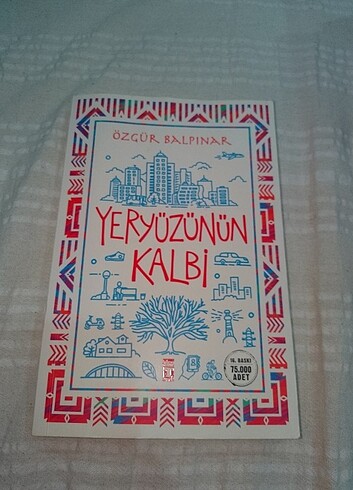 ÖZGÜR BALPINAR
YERYÜZÜNÜN
KALBİ
16. BASKI
75.000
ADET